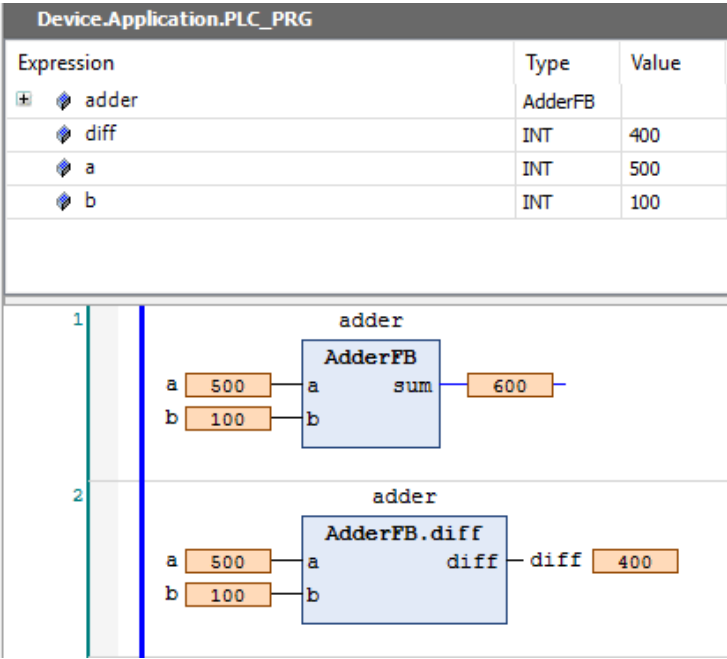 Device.Application.PLC_PRG
Expression Type Value
adder AdderFB
diff INT 400
a INT 500
b INT 100
1 adder
AdderFB
a 500 a sum 600
b 100 b
2 adder
AdderFB.diff
a 500 a diff diff 400
b 100 b